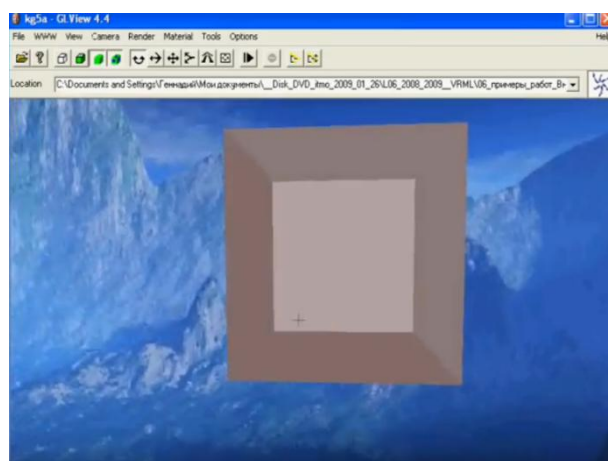 kg5a - GLView 4.4
File WWW View Camera Render Material Tools Options Hel
Location C:\Documents and Settings\Геннадий\Мои документы\__Disk_DVD_itmo_2009_01_26\L06_2008_2009__VRML\06_примеры_работ_В